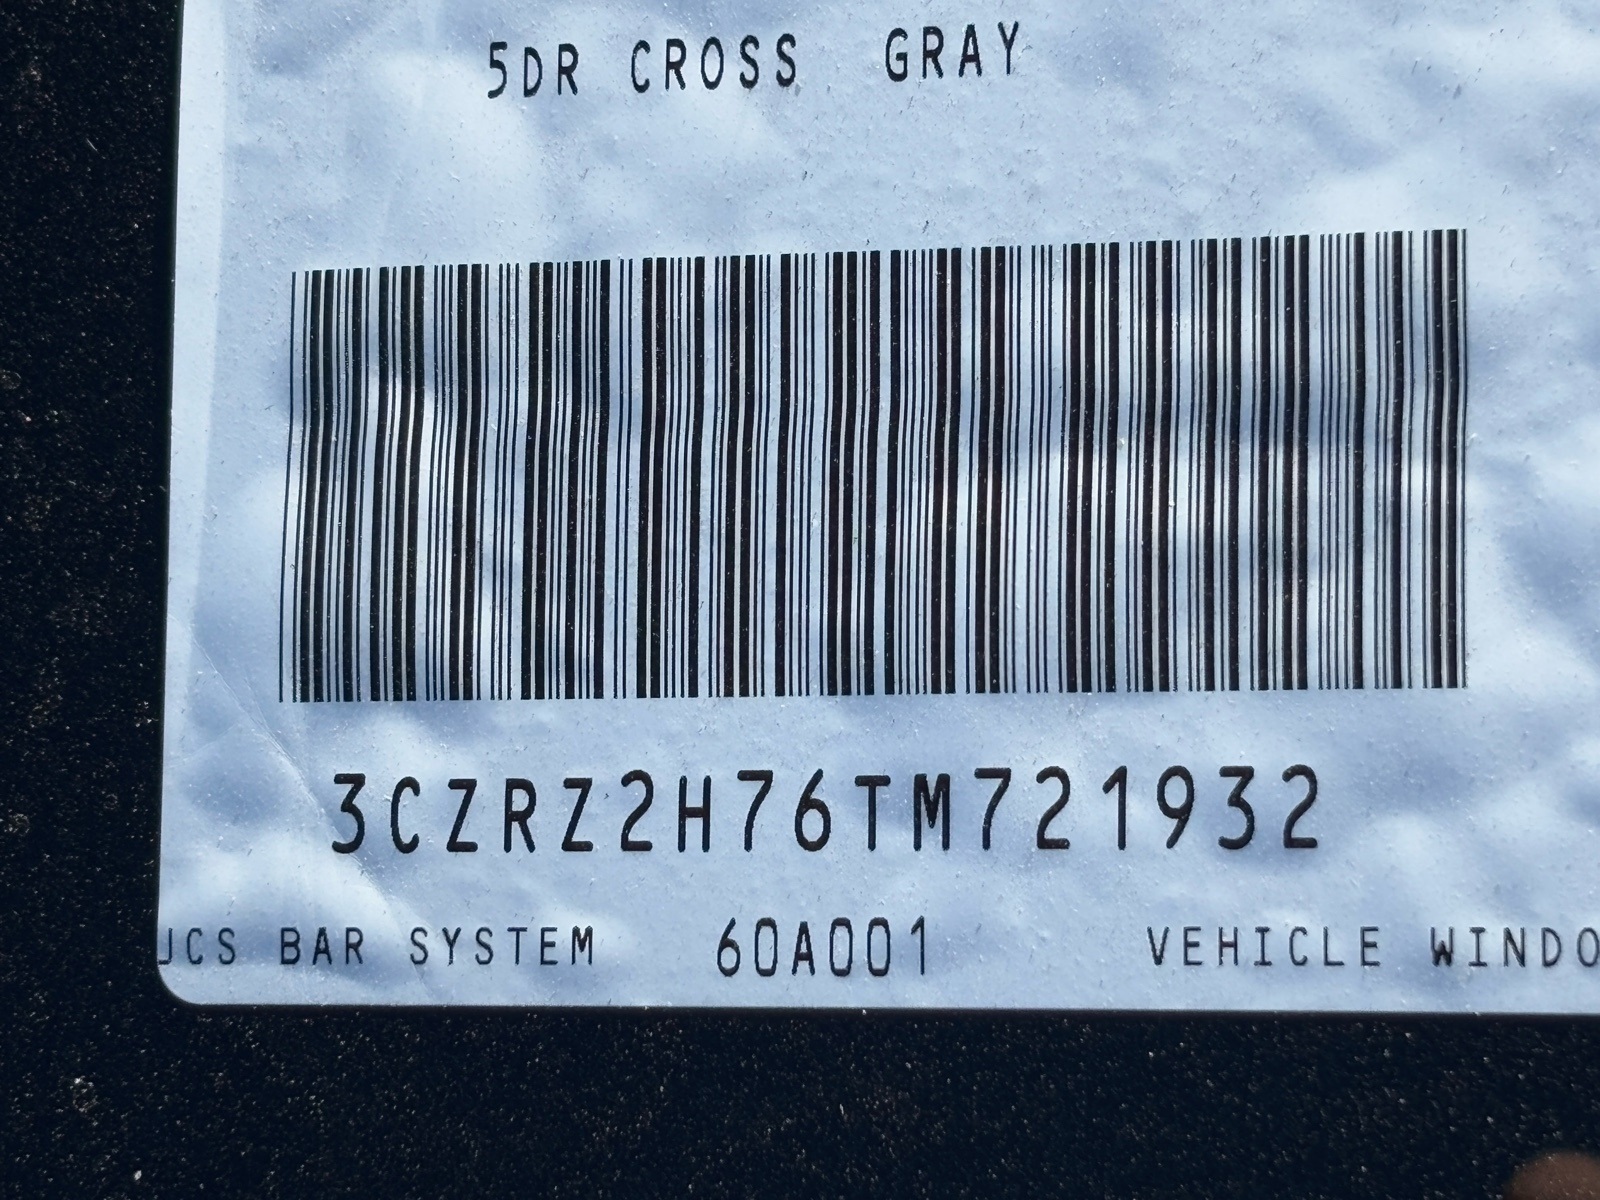 5DR CROSS GRAY
3CZRZ2H76TM721932
JCS BAR SYSTEM 60A001 VEHICLE WINDO